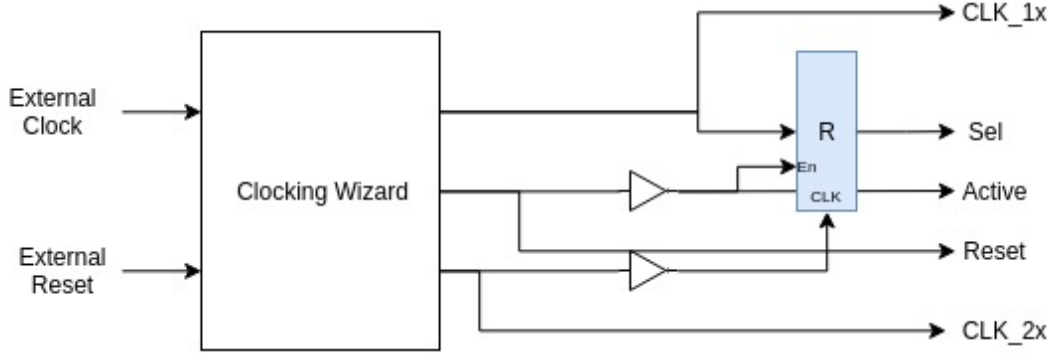 CLK_1x
External
Clock
R
Sel
En
Clocking Wizard
CLK
Active
External
Reset
Reset
CLK_2x